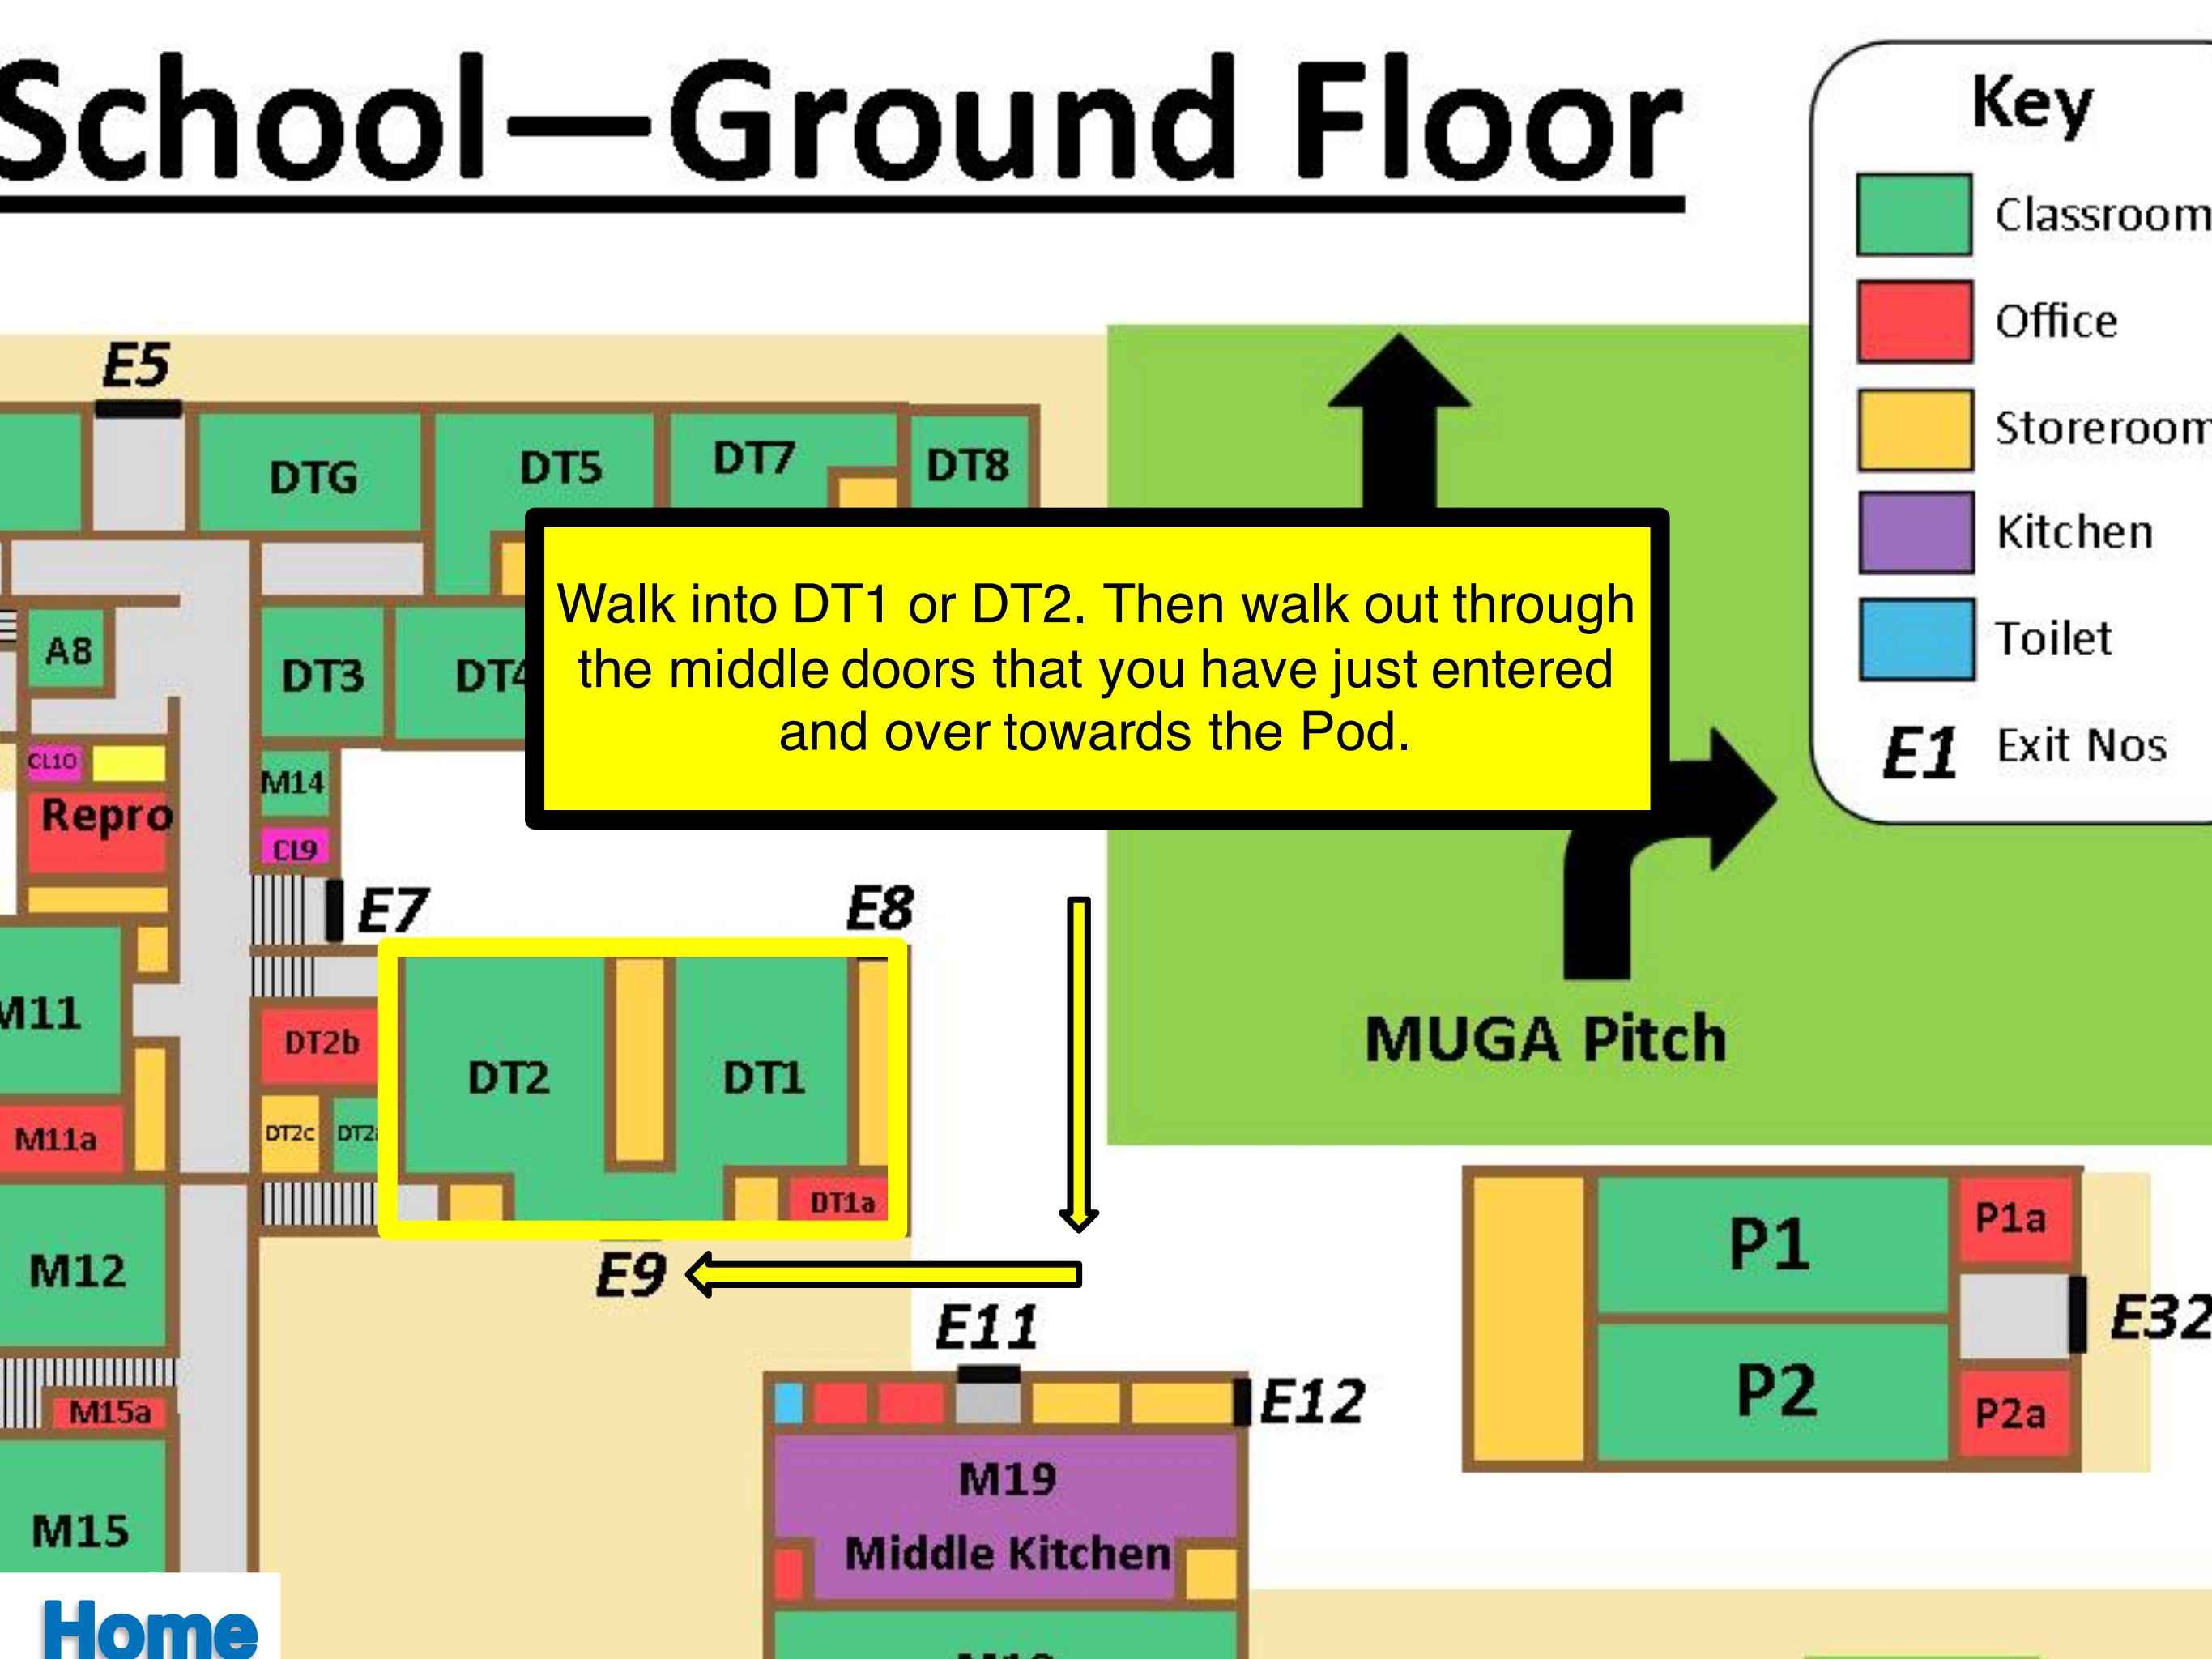 School—Ground Floor
Key
Classroom
Office
Storeroom
Kitchen
Toilet
E1 Exit Nos
E5
DTG
DT5
DT7
DT8
Walk into DT1 or DT2. Then walk out through
the middle doors that you have just entered
and over towards the Pod.
A8
DT3
DT4
CL10
M14
Repro
CL9
E7
E8
M11
DT2b
DT2
DT1
MUGA Pitch
M11a
DT2c
DT2
DT1a
P1
P1a
M12
E9
E11
E32
E12
P2
P2a
M15a
M19
Middle Kitchen
M15
Home